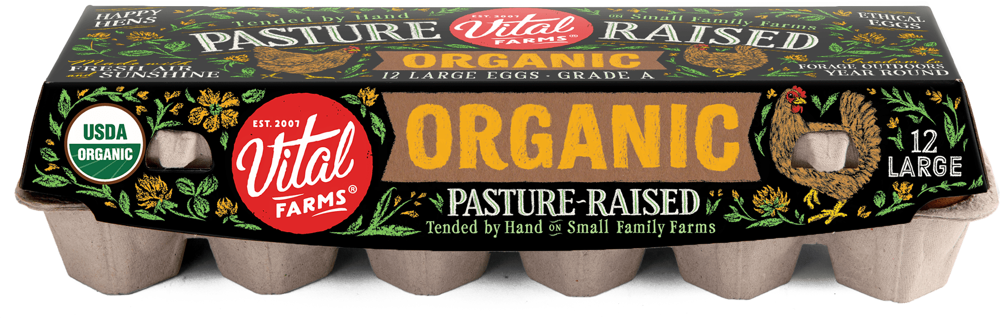 HAPPY
HENS
Tended by Hand
PASTURE
EST. 2007
Vital
FARMS®
ON Small Family Farms
RAISED
ETHICAL
EGGS
Made with
FRESH AIR
and SUNSHINE
ORGANIC
12 LARGE EGGS · GRADE A
Freedom to
FORAGE OUTDOORS
YEAR ROUND
USDA
ORGANIC
EST. 2007
Vital
FARMS®
ORGANIC
PASTURE-RAISED
Tended by Hand ON Small Family Farms
12
LARGE